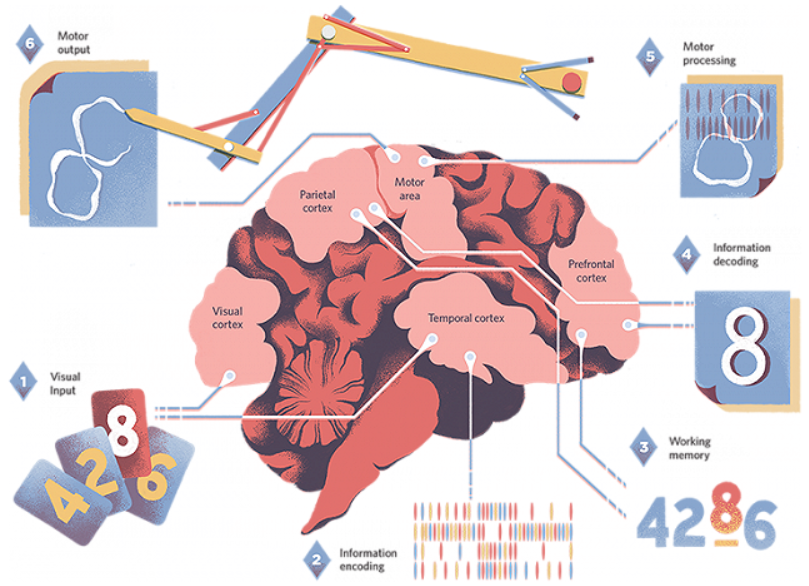 6
Motor
output
5
Motor
processing
Parietal
cortex
Motor
area
Prefrontal
cortex
4
Information
decoding
8
Visual
cortex
Temporal cortex
1
Visual
Input
8
4
2
6
3
Working
memory
4286
2
Information
encoding